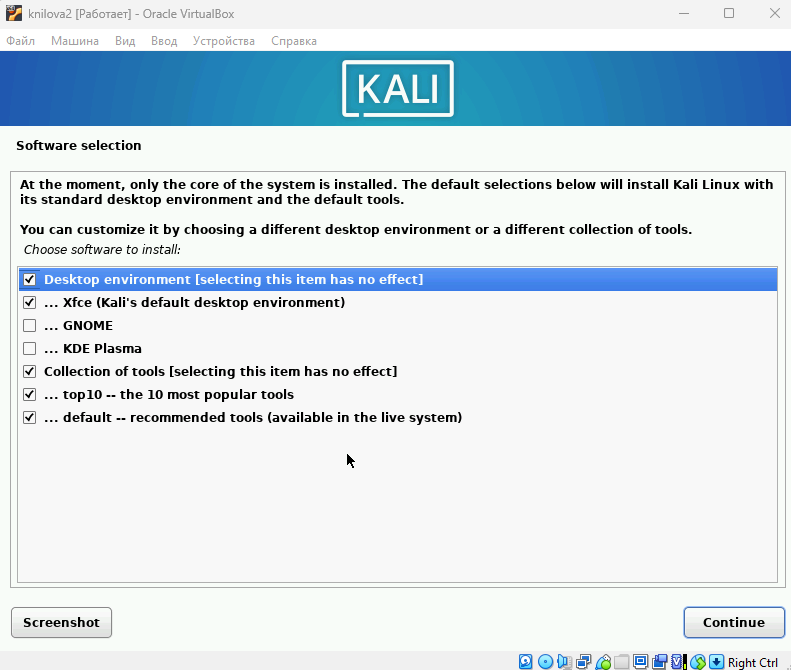 knilova2 [Работает] - Oracle VirtualBox
Файл Машина Вид Ввод Устройства Справка
KALI
Software selection
At the moment, only the core of the system is installed. The default selections below will install Kali Linux with
its standard desktop environment and the default tools.
You can customize it by choosing a different desktop environment or a different collection of tools.
Choose software to install:
Desktop environment [selecting this item has no effect]
... Xfce (Kali's default desktop environment)
... GNOME
... KDE Plasma
Collection of tools [selecting this item has no effect]
... top10 -- the 10 most popular tools
... default -- recommended tools (available in the live system)
Screenshot
Continue
Right Ctrl